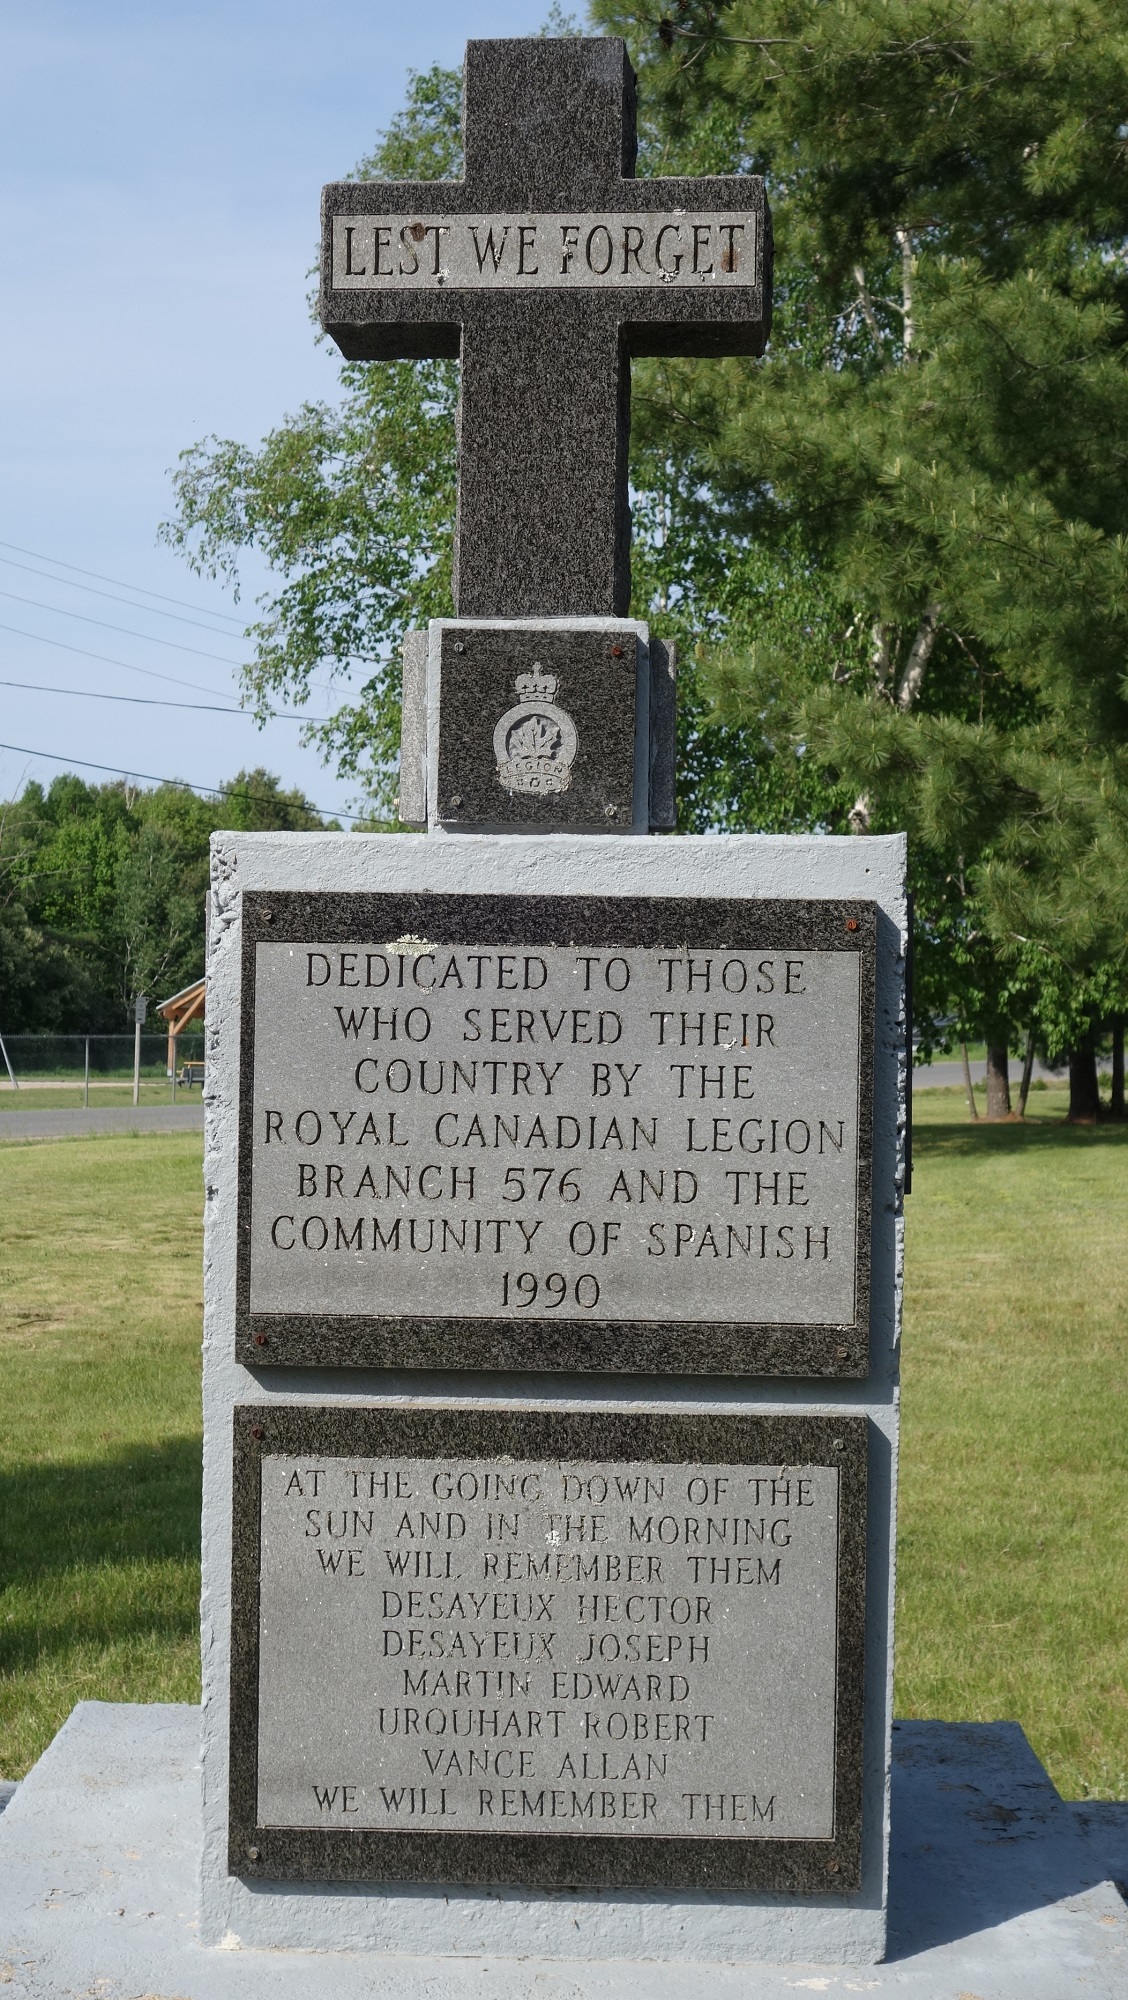 LEST WE FORGET
LEGION
DEDICATED TO THOSE
WHO SERVED THEIR
COUNTRY BY THE
ROYAL CANADIAN LEGION
BRANCH 576 AND THE
COMMUNITY OF SPANISH
1990
AT THE GOING DOWN OF THE
SUN AND IN THE MORNING
WE WILL REMEMBER THEM
DESAYEUX HECTOR
DESAYEUX JOSEPH
MARTIN EDWARD
URQUHART ROBERT
VANCE ALLAN
WE WILL REMEMBER THEM